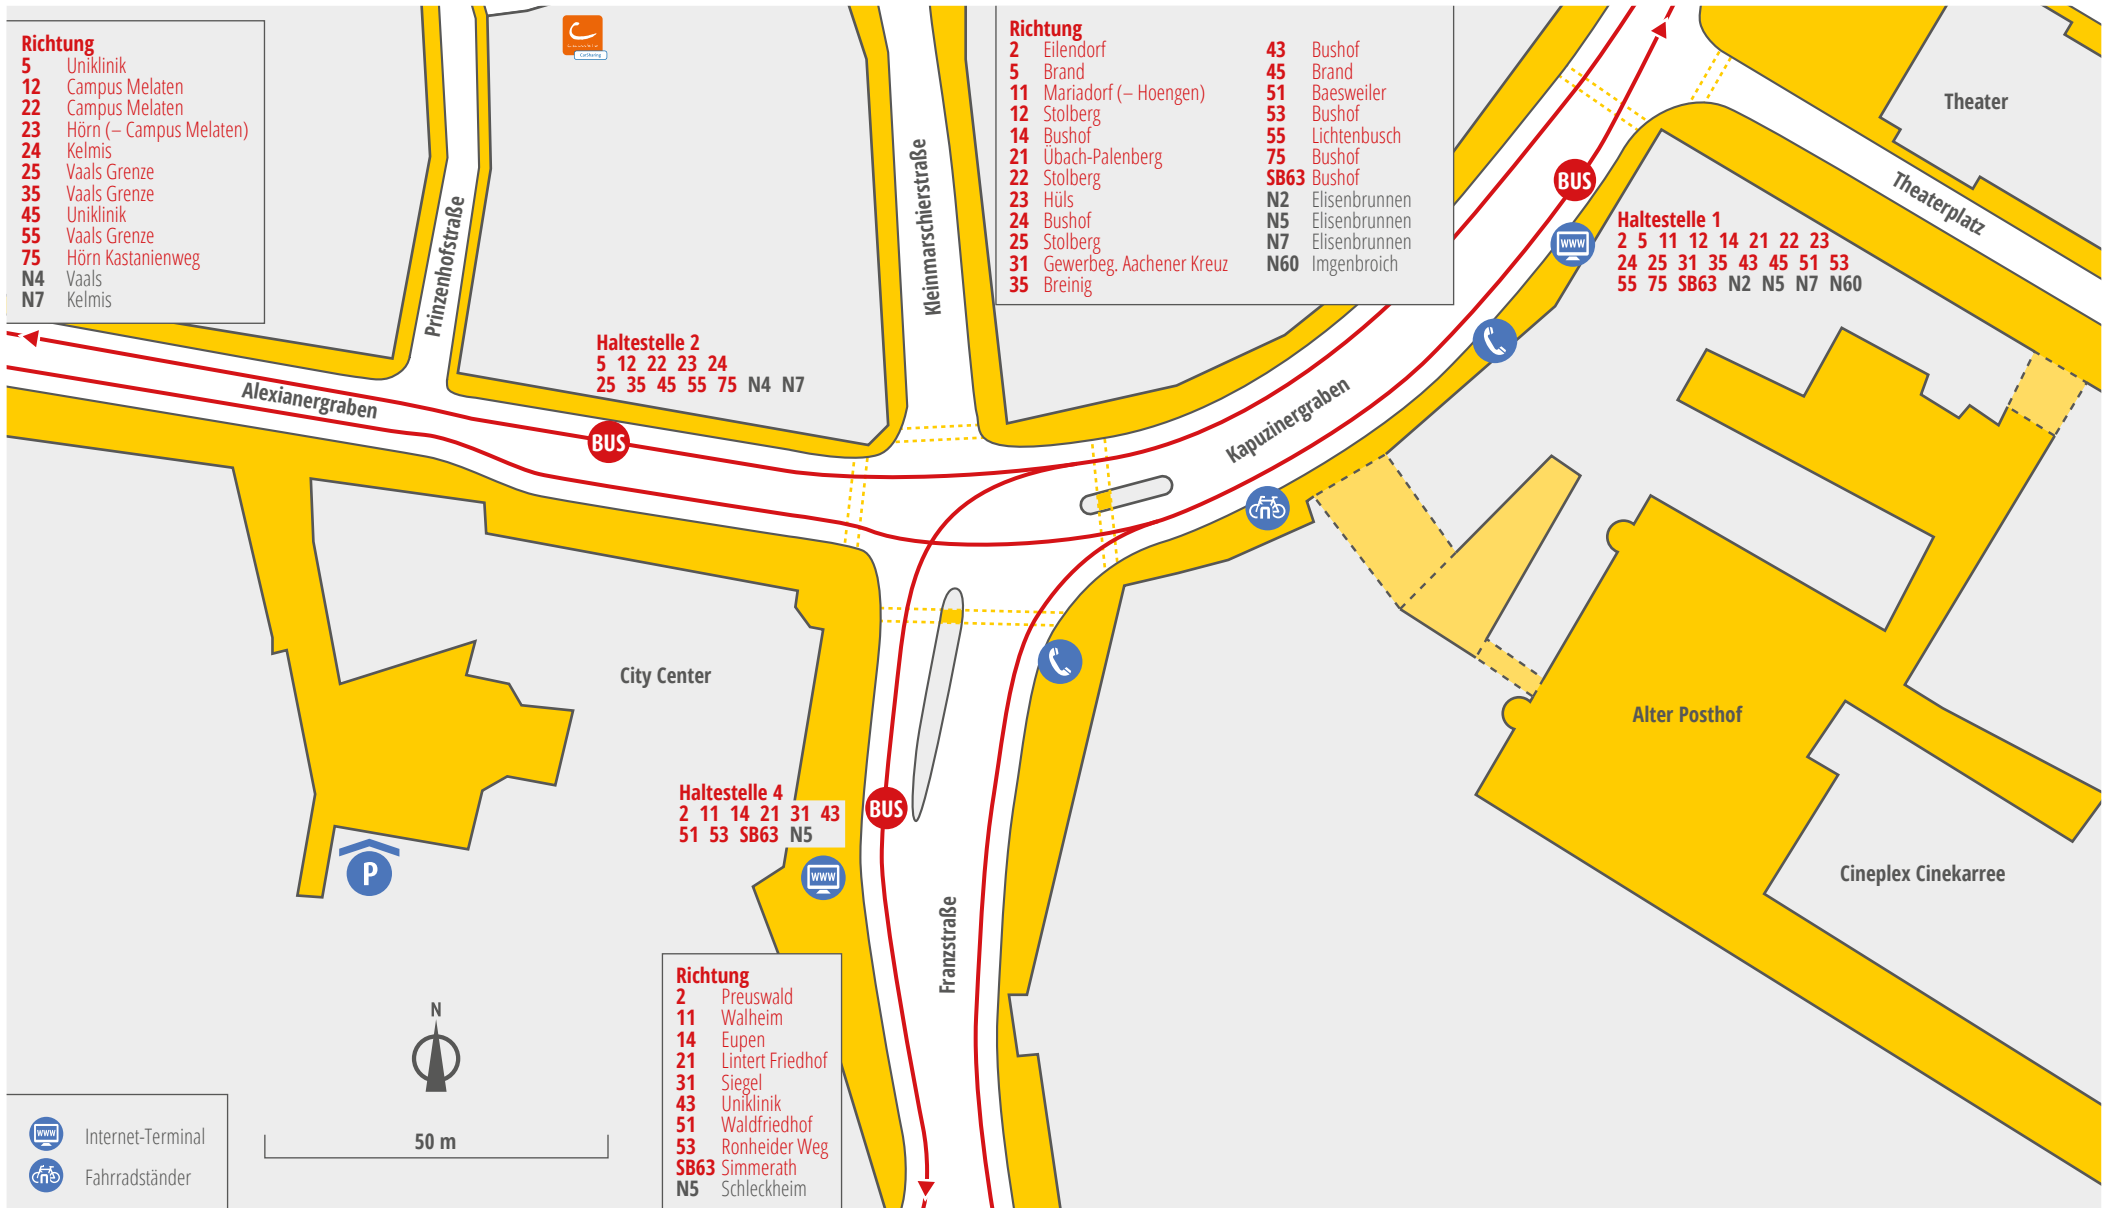 Richtung
5 Uniklinik
12 Campus Melaten
22 Campus Melaten
23 Hörn (– Campus Melaten)
24 Kelmis
25 Vaals Grenze
35 Vaals Grenze
45 Uniklinik
55 Vaals Grenze
75 Hörn Kastanienweg
N4 Vaals
N7 Kelmis
CarSharing
Richtung
2 Eilendorf
5 Brand
11 Mariadorf (– Hoengen)
12 Stolberg
14 Bushof
21 Übach-Palenberg
22 Stolberg
23 Hüls
24 Bushof
25 Stolberg
31 Gewerbeg. Aachener Kreuz
35 Breinig
43 Bushof
45 Brand
51 Baesweiler
53 Bushof
55 Lichtenbusch
75 Bushof
SB63 Bushof
N2 Elisenbrunnen
N5 Elisenbrunnen
N7 Elisenbrunnen
N60 Imgenbroich
Theater
Theaterplatz
BUS
www
Haltestelle 1
2 5 11 12 14 21 22 23
24 25 31 35 43 45 51 53
55 75 SB63 N2 N5 N7 N60
Prinzenhofstraße
Kleinmarschierstraße
Haltestelle 2
5 12 22 23 24
25 35 45 55 75 N4 N7
Alexianergraben
BUS
Kapuzinergraben
City Center
Alter Posthof
Cineplex Cinekarree
Haltestelle 4
2 11 14 21 31 43
51 53 SB63 N5
BUS
www
P
Franzstraße
Richtung
2 Preuswald
11 Walheim
14 Eupen
21 Lintert Friedhof
31 Siegel
43 Uniklinik
51 Waldfriedhof
53 Ronheider Weg
SB63 Simmerath
N5 Schleckheim
N
50 m
www Internet-Terminal
Fahrradständer